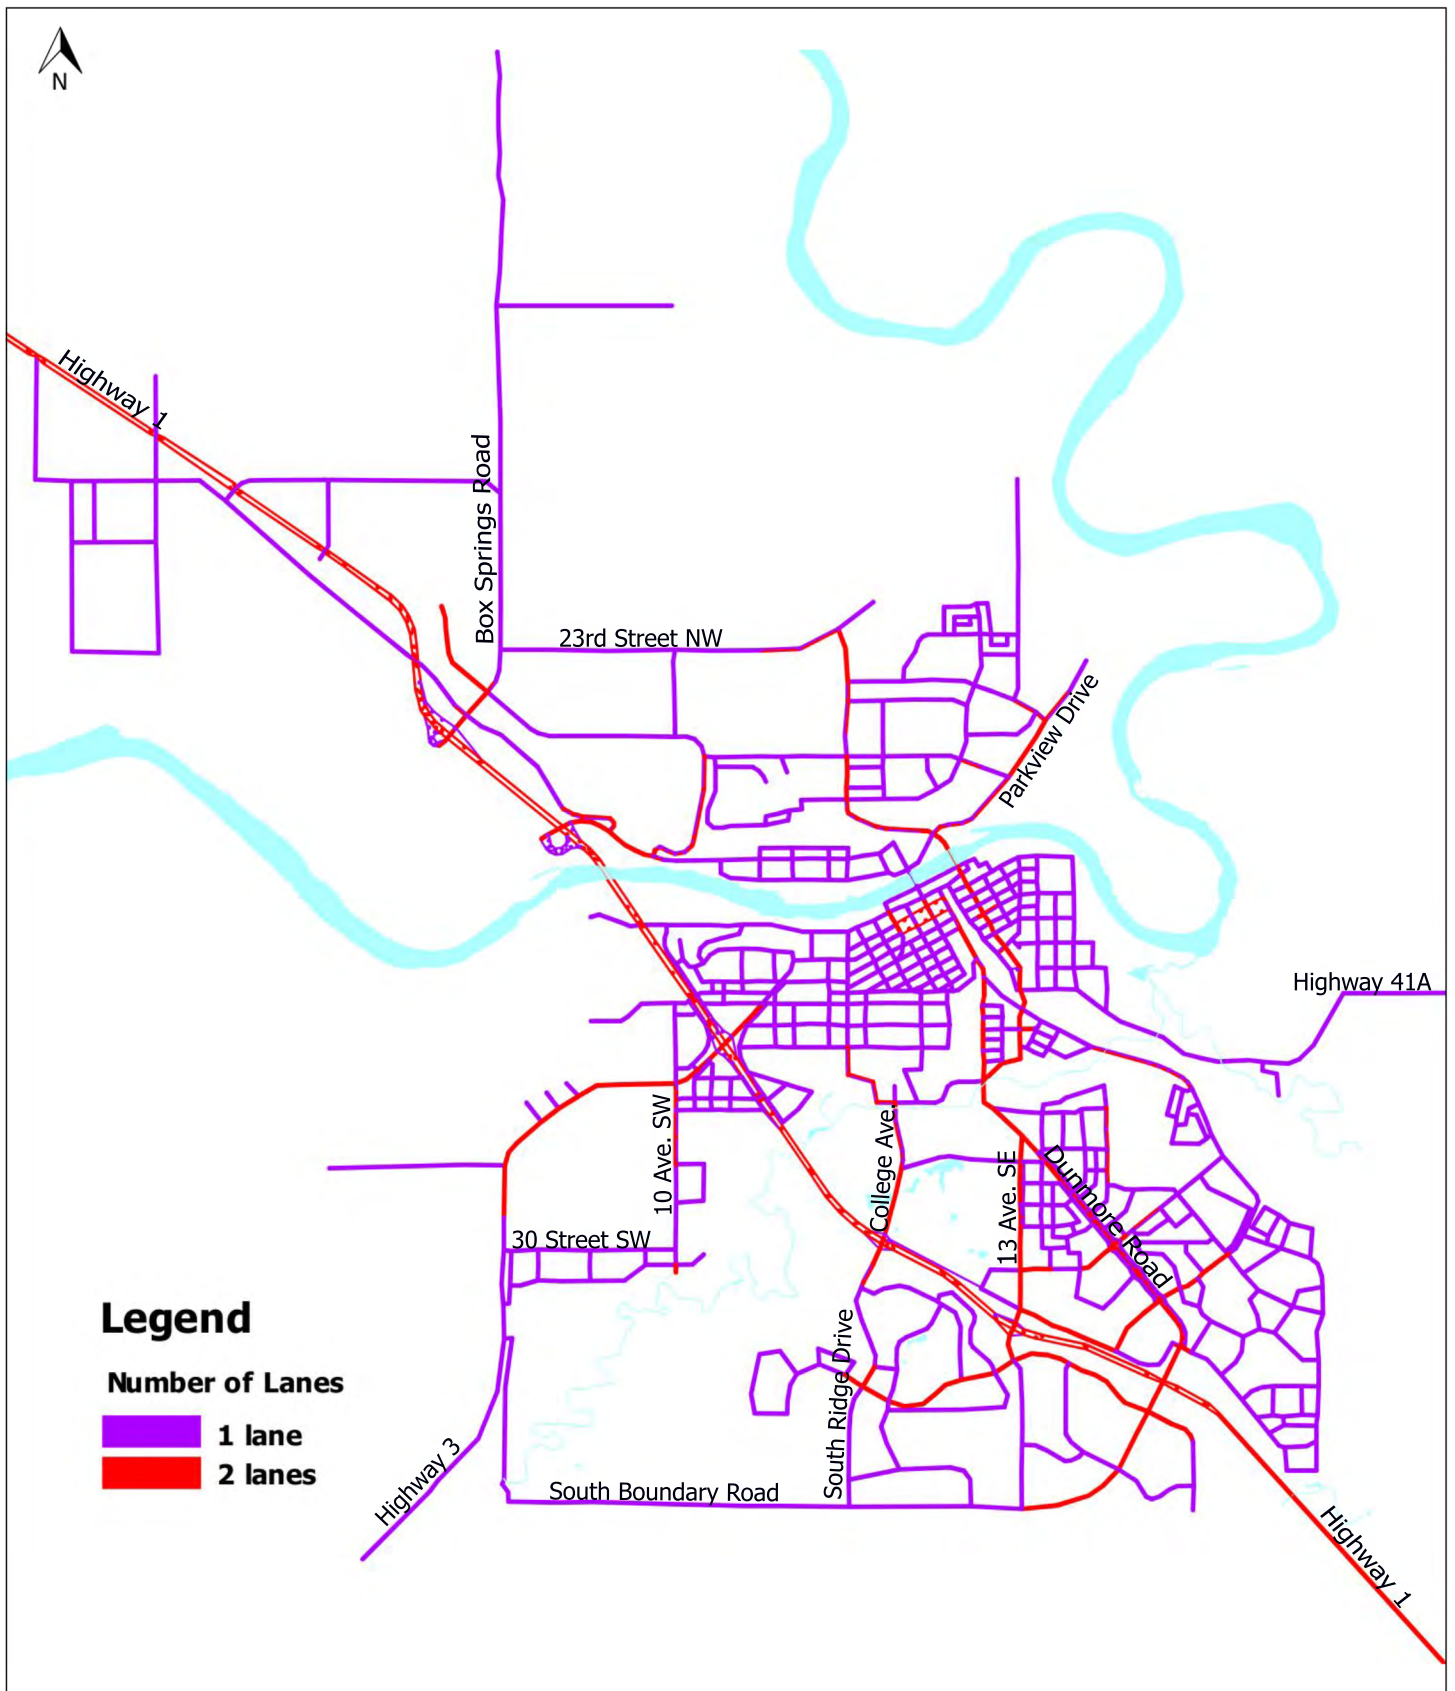 N
Highway 1
Box Springs Road
23rd Street NW
Parkview Drive
Highway 41A
10 Ave. SW
College Ave.
13 Ave. SE
Dunmore Road
30 Street SW
South Ridge Drive
Highway 3
South Boundary Road
Highway 1
Legend
Number of Lanes
1 lane
2 lanes